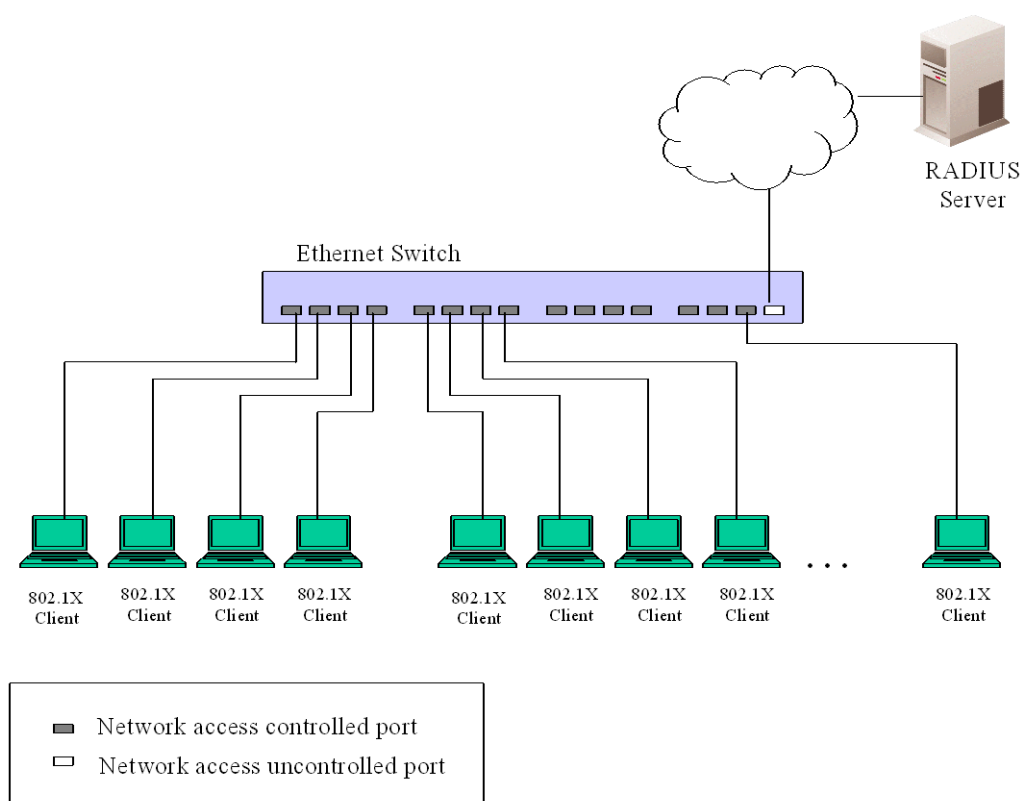 RADIUS
Server
Ethernet Switch
802.1X
Client
802.1X
Client
802.1X
Client
802.1X
Client
802.1X
Client
802.1X
Client
802.1X
Client
802.1X
Client
. . .
802.1X
Client
Network access controlled port
Network access uncontrolled port